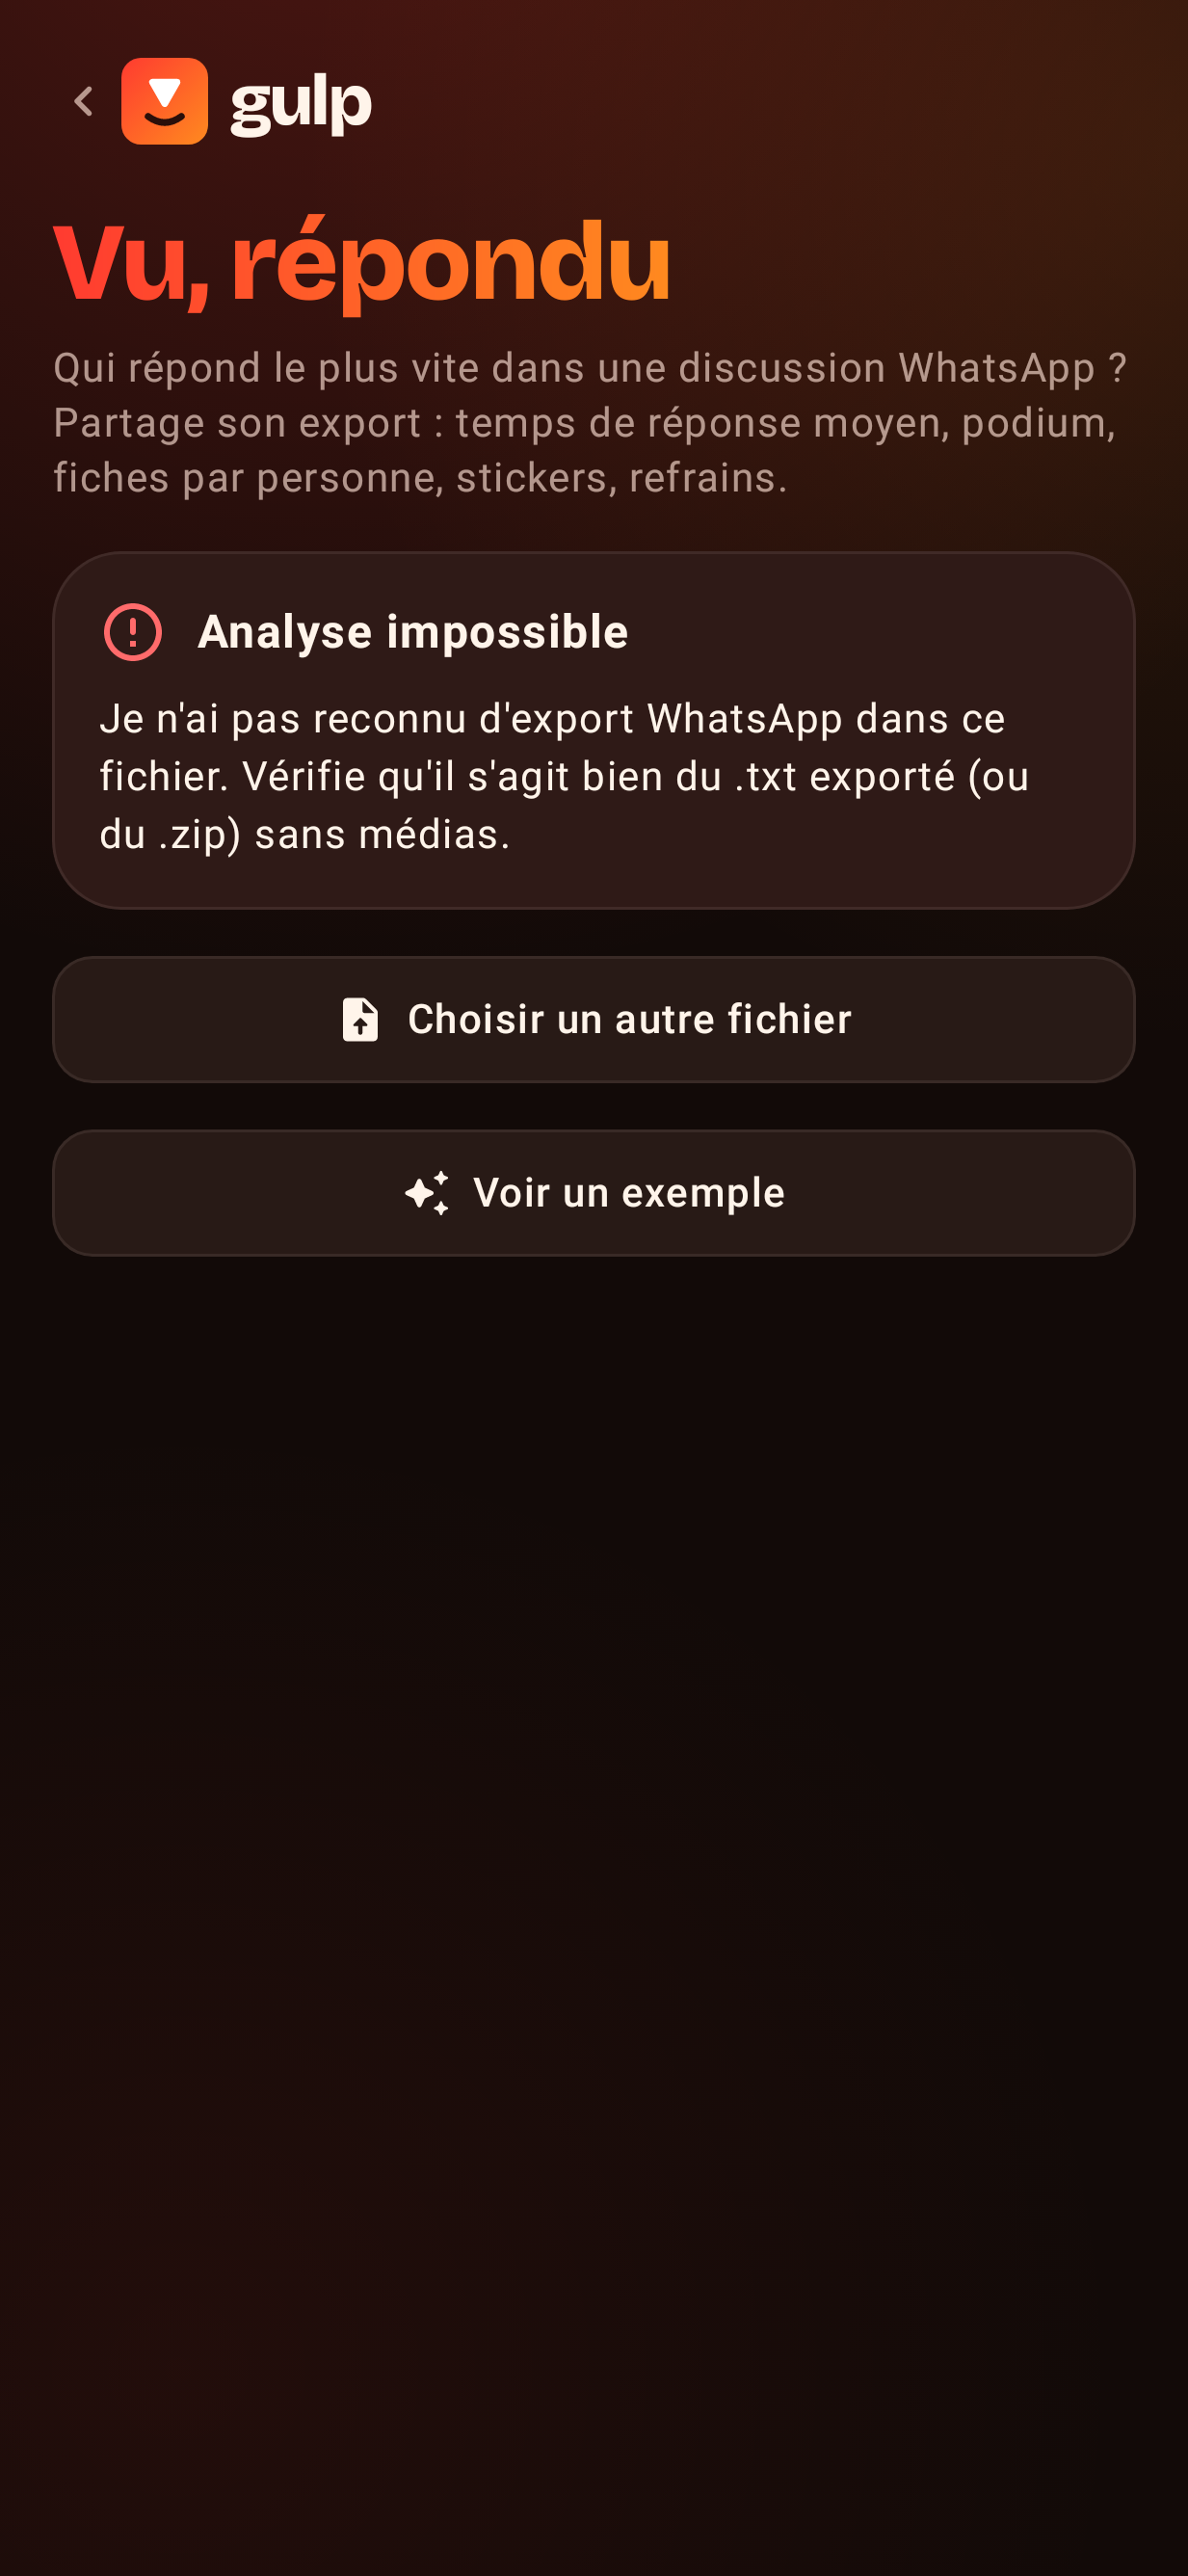 gulp
Vu, répondu
Qui répond le plus vite dans une discussion WhatsApp ?
Partage son export : temps de réponse moyen, podium,
fiches par personne, stickers, refrains.
Analyse impossible
Je n'ai pas reconnu d'export WhatsApp dans ce
fichier. Vérifie qu'il s'agit bien du .txt exporté (ou
du .zip) sans médias.
Choisir un autre fichier
Voir un exemple